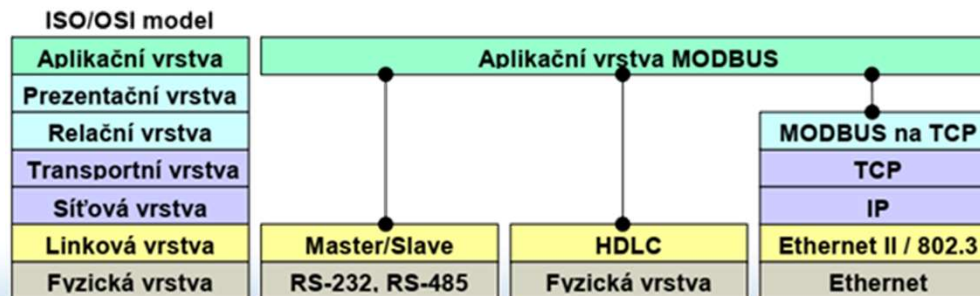 ISO/OSI model
Aplikační vrstva
Aplikační vrstva MODBUS
Prezentační vrstva
Relační vrstva
MODBUS na TCP
Transportní vrstva
TCP
Síťová vrstva
IP
Linková vrstva
Master/Slave
HDLC
Ethernet II / 802.3
Fyzická vrstva
RS-232, RS-485
Fyzická vrstva
Ethernet